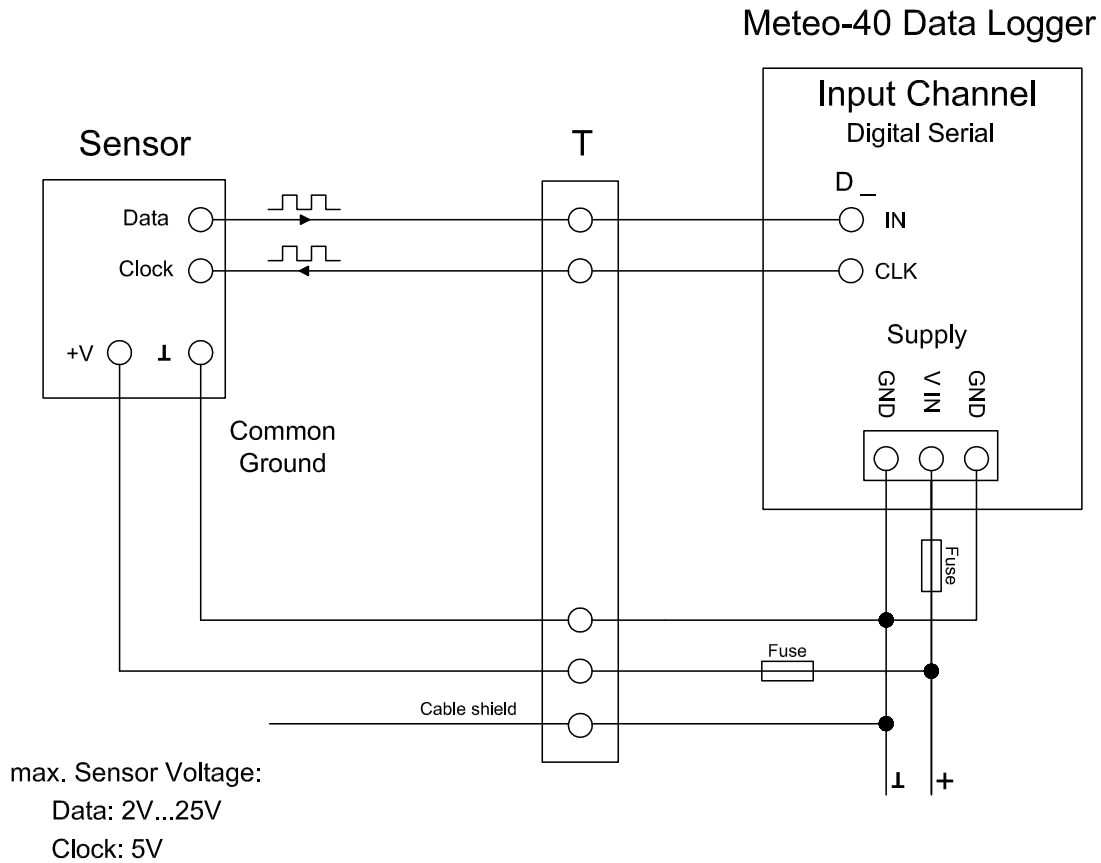 Meteo-40 Data Logger
Input Channel
Digital Serial
Sensor
T
D _
Data
IN
Clock
CLK
Supply
+V ⊥
GND
V IN
GND
Common
Ground
Fuse
Fuse
Cable shield
max. Sensor Voltage:
Data: 2V...25V
Clock: 5V
⊥ +